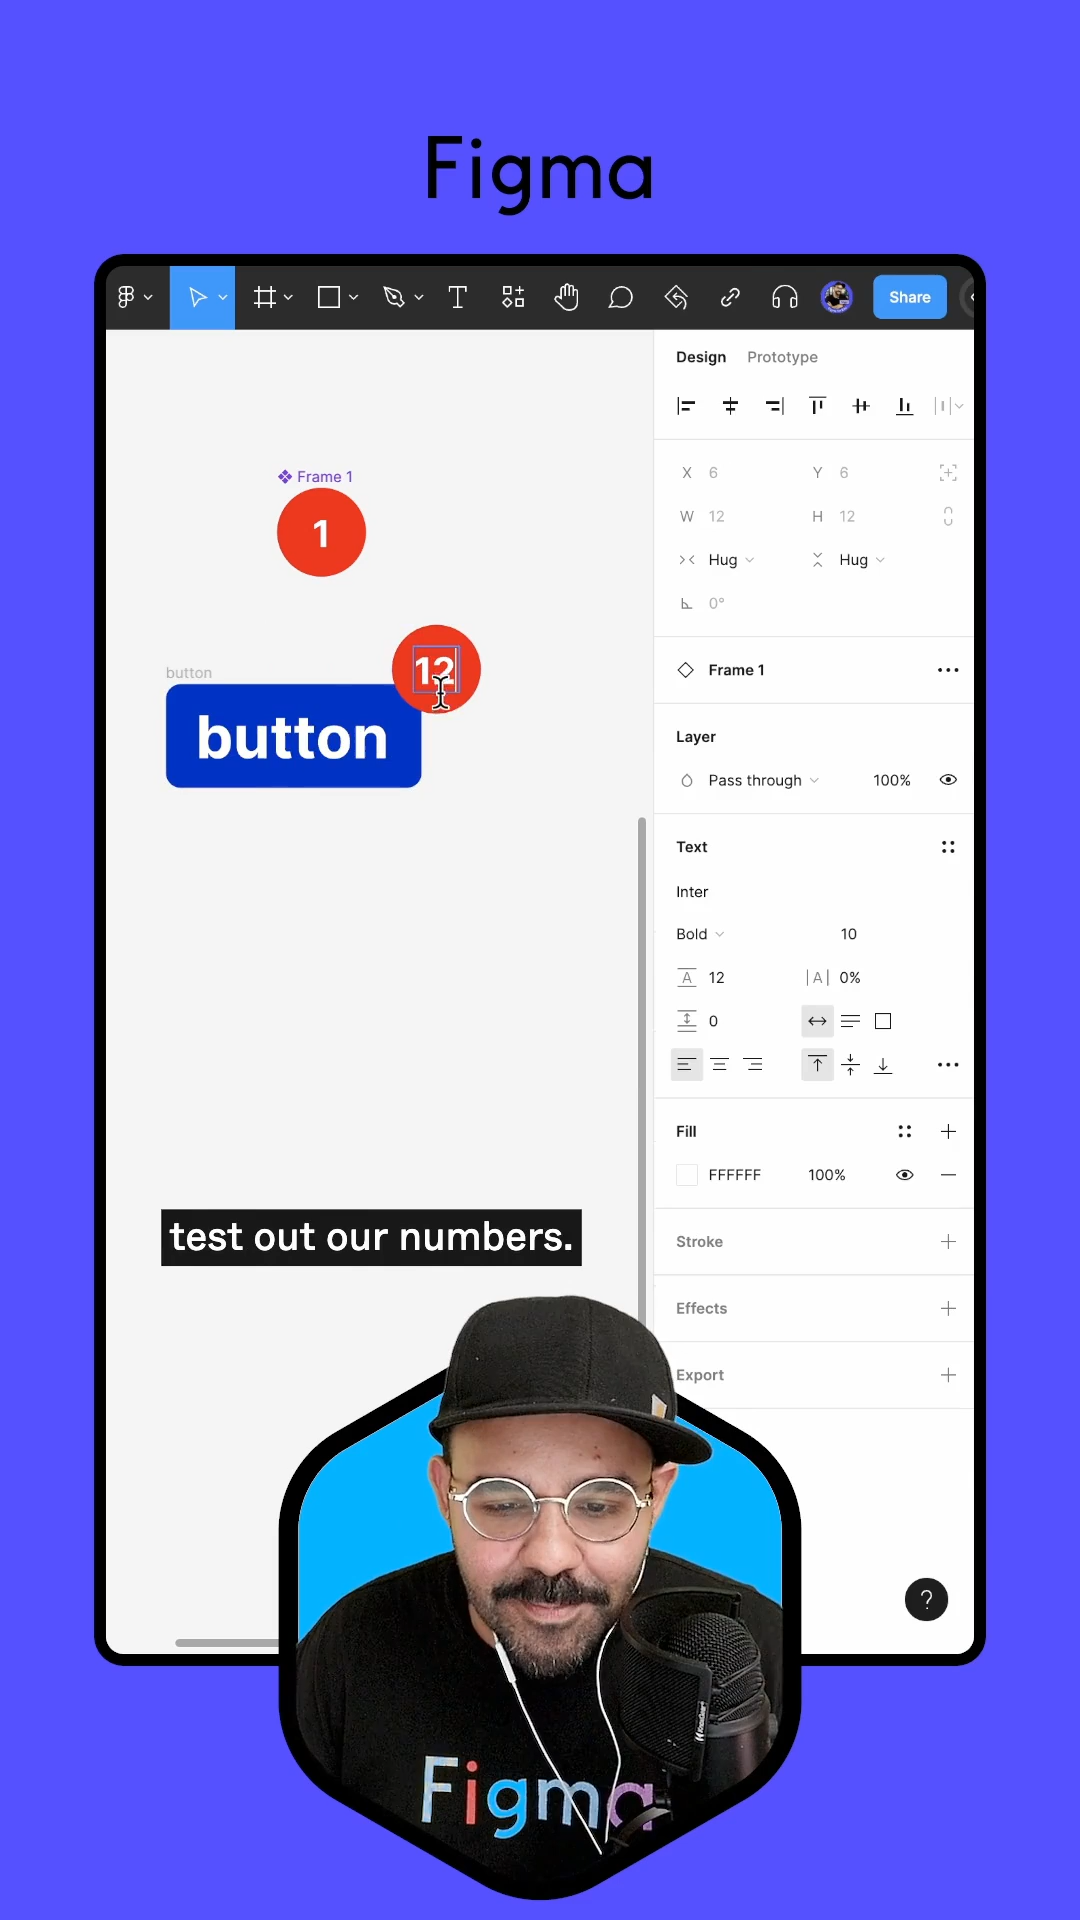 Figma
Share
Design Prototype
X 6 Y 6
W 12 H 12
Hug Hug
0°
Frame 1
1
12
button
button
Frame 1
Layer
Pass through 100%
Text
Inter
Bold 10
A 12 |A| 0%
0
Fill
FFFFFF 100%
Stroke
Effects
Export
test out our numbers.
?
Figma